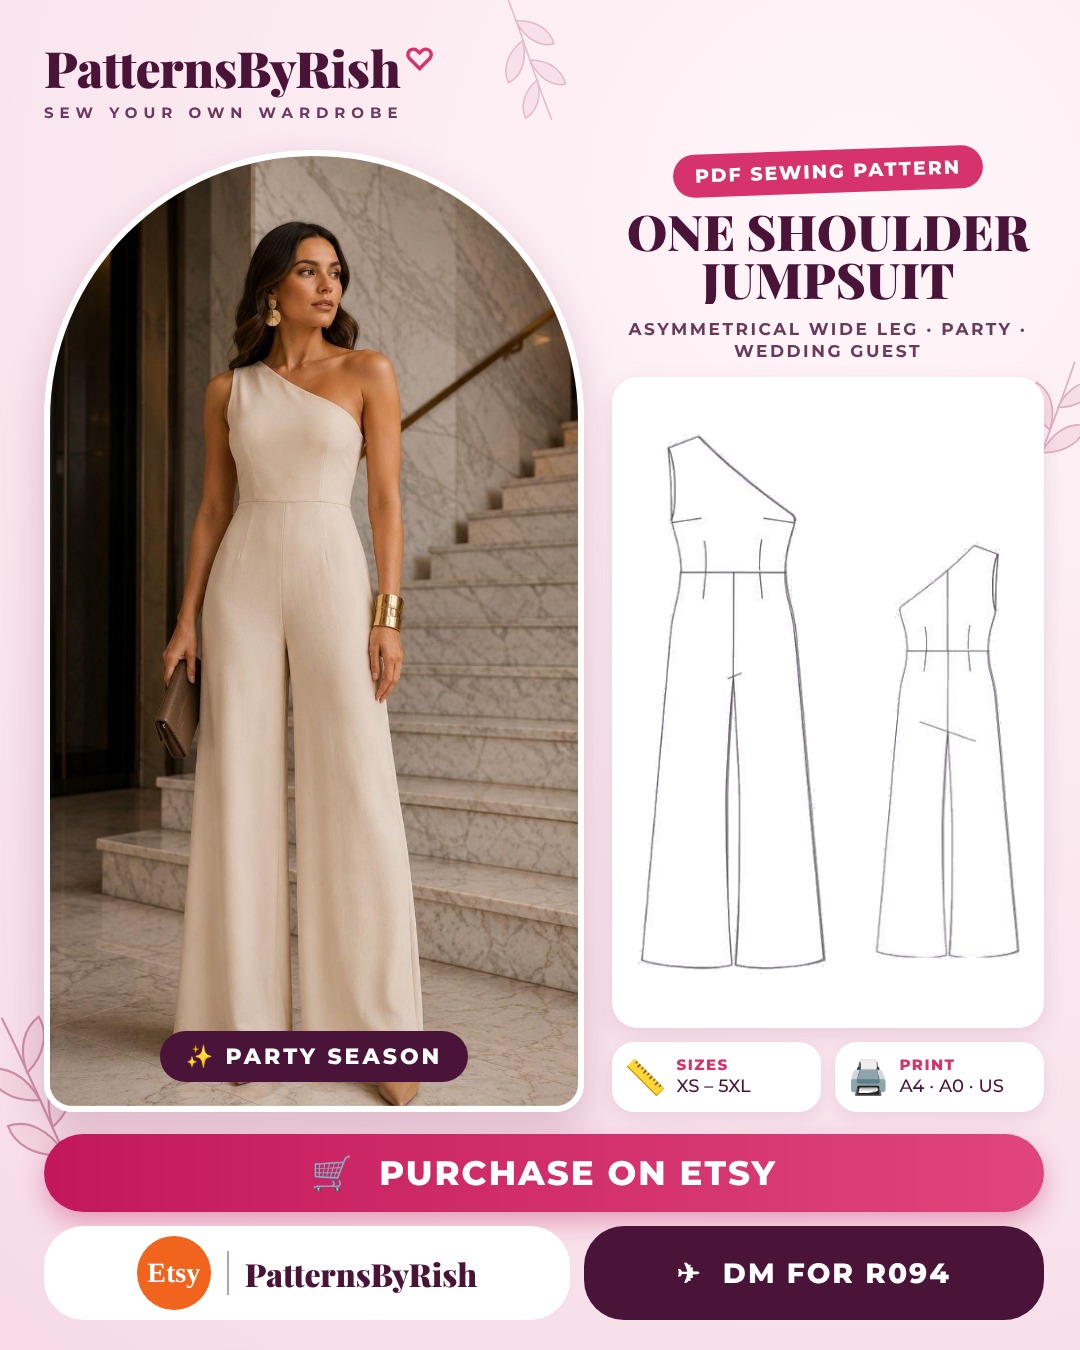 PatternsByRish
SEW YOUR OWN WARDROBE
PDF SEWING PATTERN
ONE SHOULDER
JUMPSUIT
ASYMMETRICAL WIDE LEG · PARTY ·
WEDDING GUEST
✨ PARTY SEASON
SIZES
XS – 5XL
PRINT
A4 · A0 · US
PURCHASE ON ETSY
Etsy
PatternsByRish
DM FOR R094